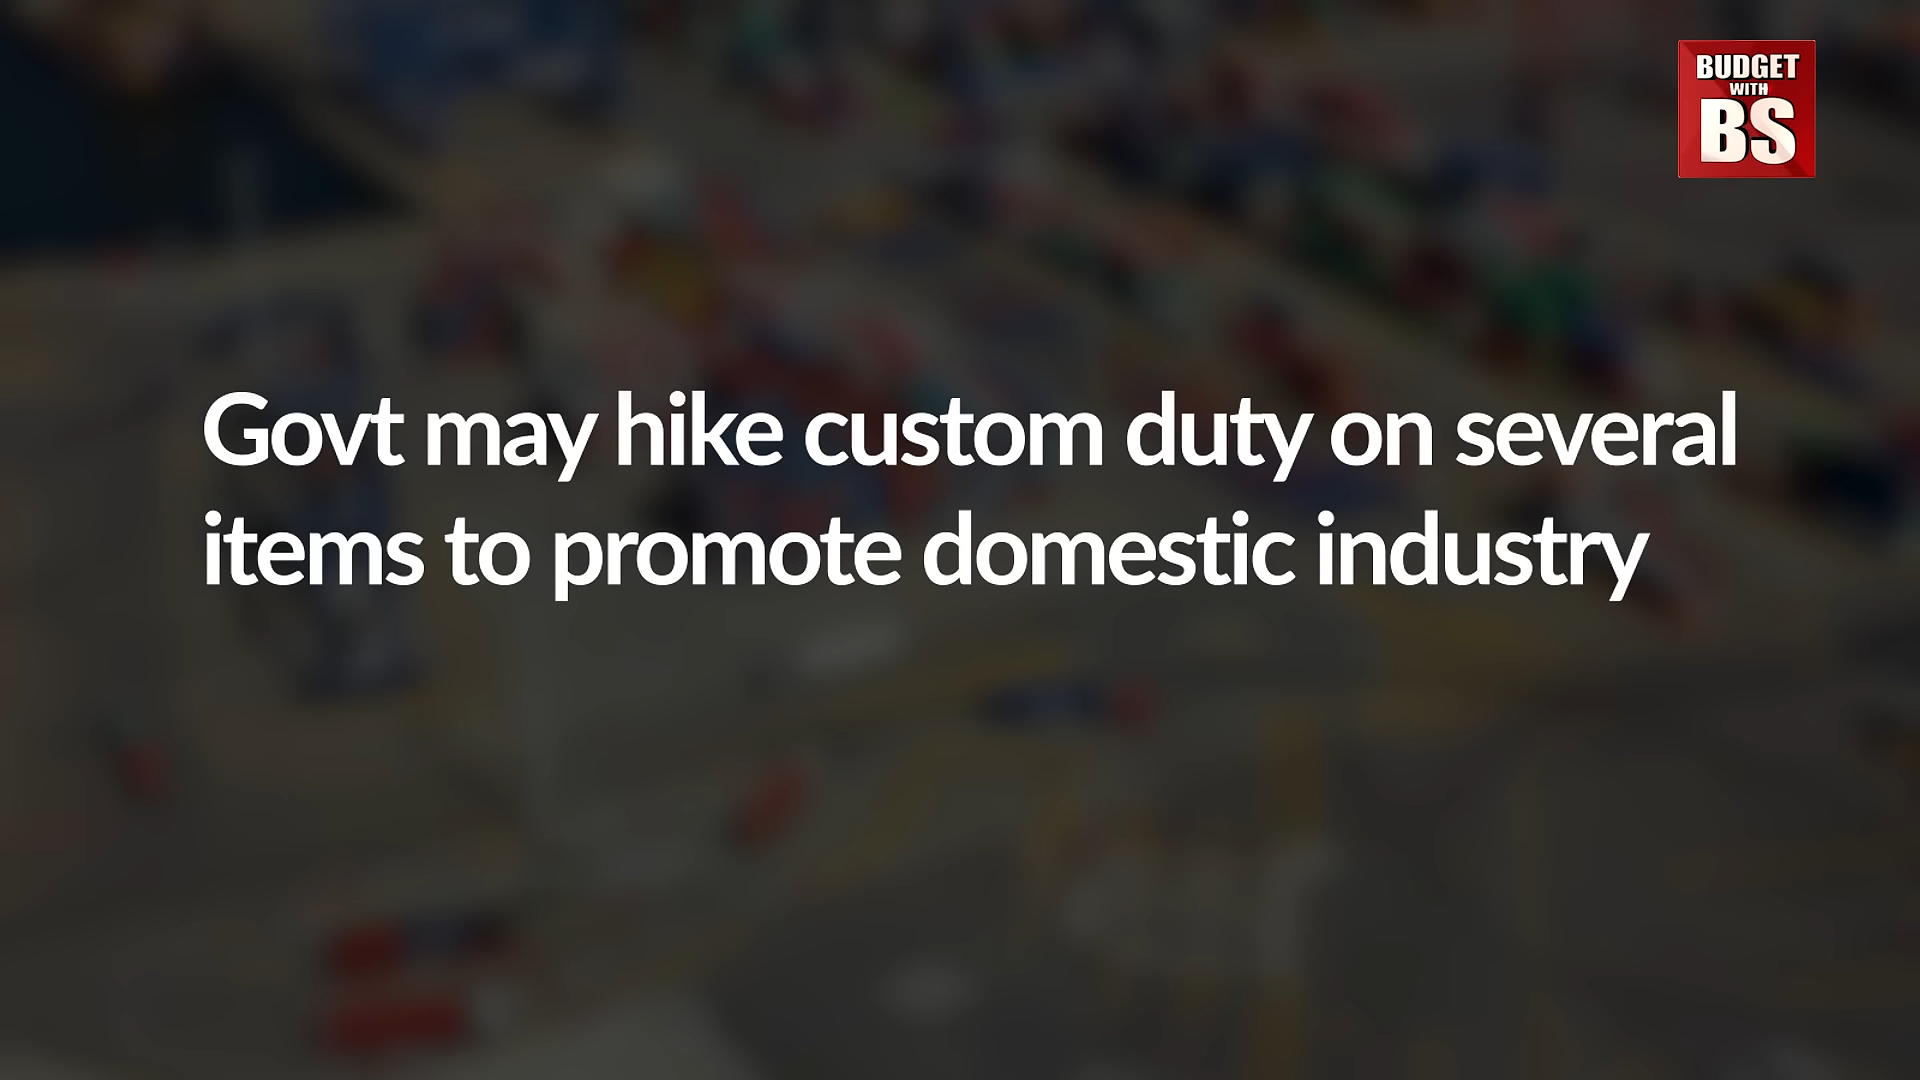 BUDGET
WITH
BS
Govt may hike custom duty on several
items to promote domestic industry